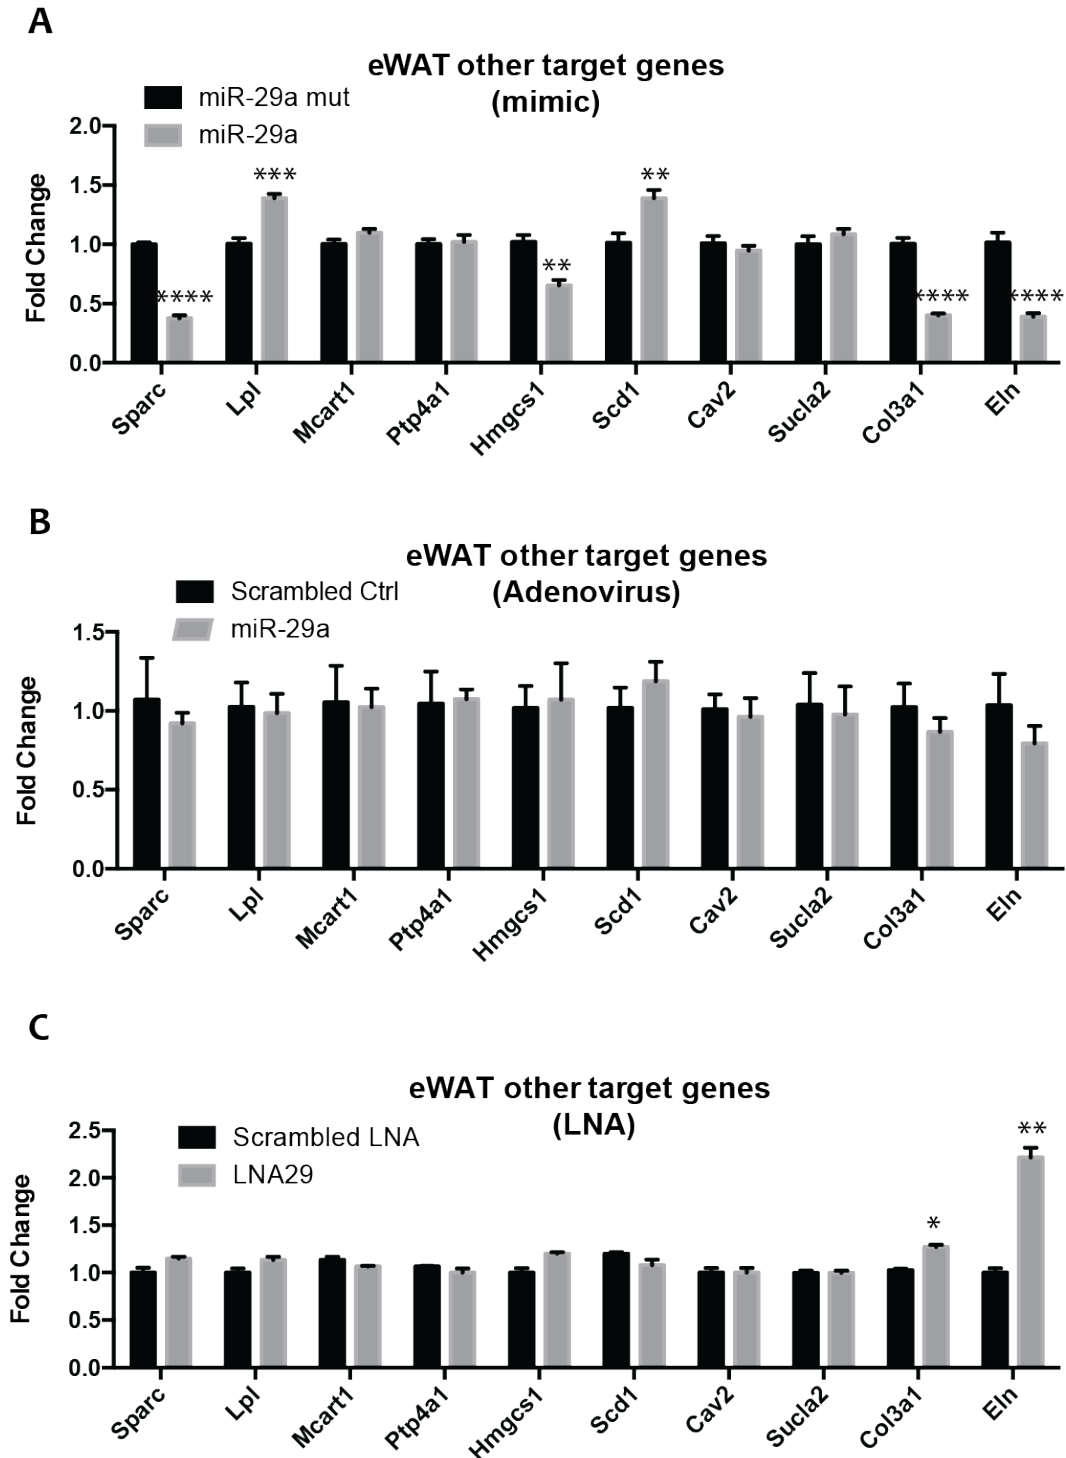 A
eWAT other target genes
(mimic)
miR-29a mut
miR-29a
Fold Change
2.0
1.5
1.0
0.5
0.0
***
**
**
****
****
****
Sparc
Lpl
Mcart1
Ptp4a1
Hmgcs1
Scd1
Cav2
Sucla2
Col3a1
Eln
B
eWAT other target genes
(Adenovirus)
Scrambled Ctrl
miR-29a
Fold Change
1.5
1.0
0.5
0.0
Sparc
Lpl
Mcart1
Ptp4a1
Hmgcs1
Scd1
Cav2
Sucla2
Col3a1
Eln
C
eWAT other target genes
(LNA)
Scrambled LNA
LNA29
Fold Change
2.5
2.0
1.5
1.0
0.5
0.0
**
*
Sparc
Lpl
Mcart1
Ptp4a1
Hmgcs1
Scd1
Cav2
Sucla2
Col3a1
Eln